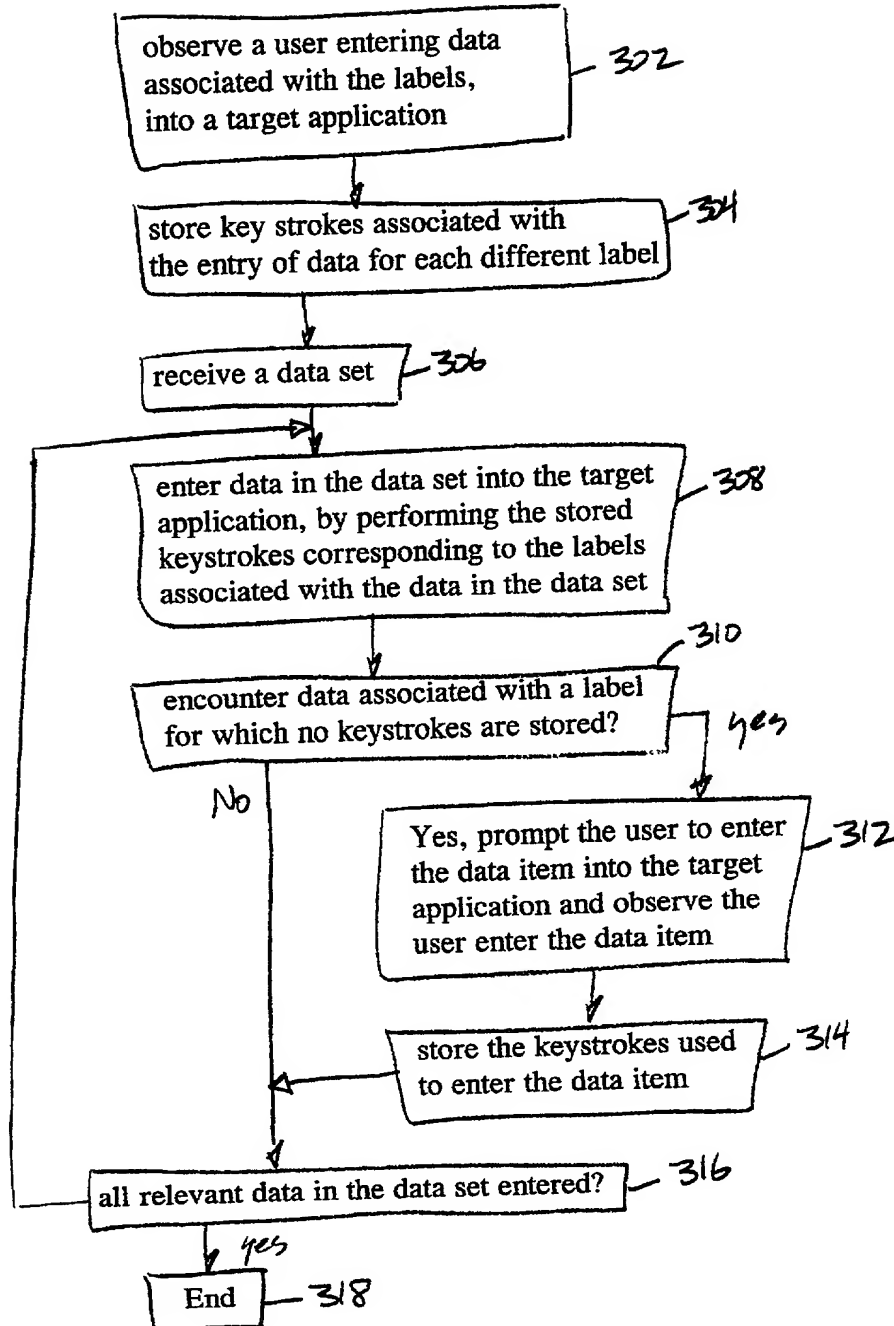 observe a user entering data
associated with the labels,
into a target application
302
store key strokes associated with
the entry of data for each different label
304
receive a data set
306
enter data in the data set into the target
application, by performing the stored
keystrokes corresponding to the labels
associated with the data in the data set
308
310
encounter data associated with a label
for which no keystrokes are stored?
yes
No
Yes, prompt the user to enter
the data item into the target
application and observe the
user enter the data item
312
store the keystrokes used
to enter the data item
314
all relevant data in the data set entered?
316
yes
End
318